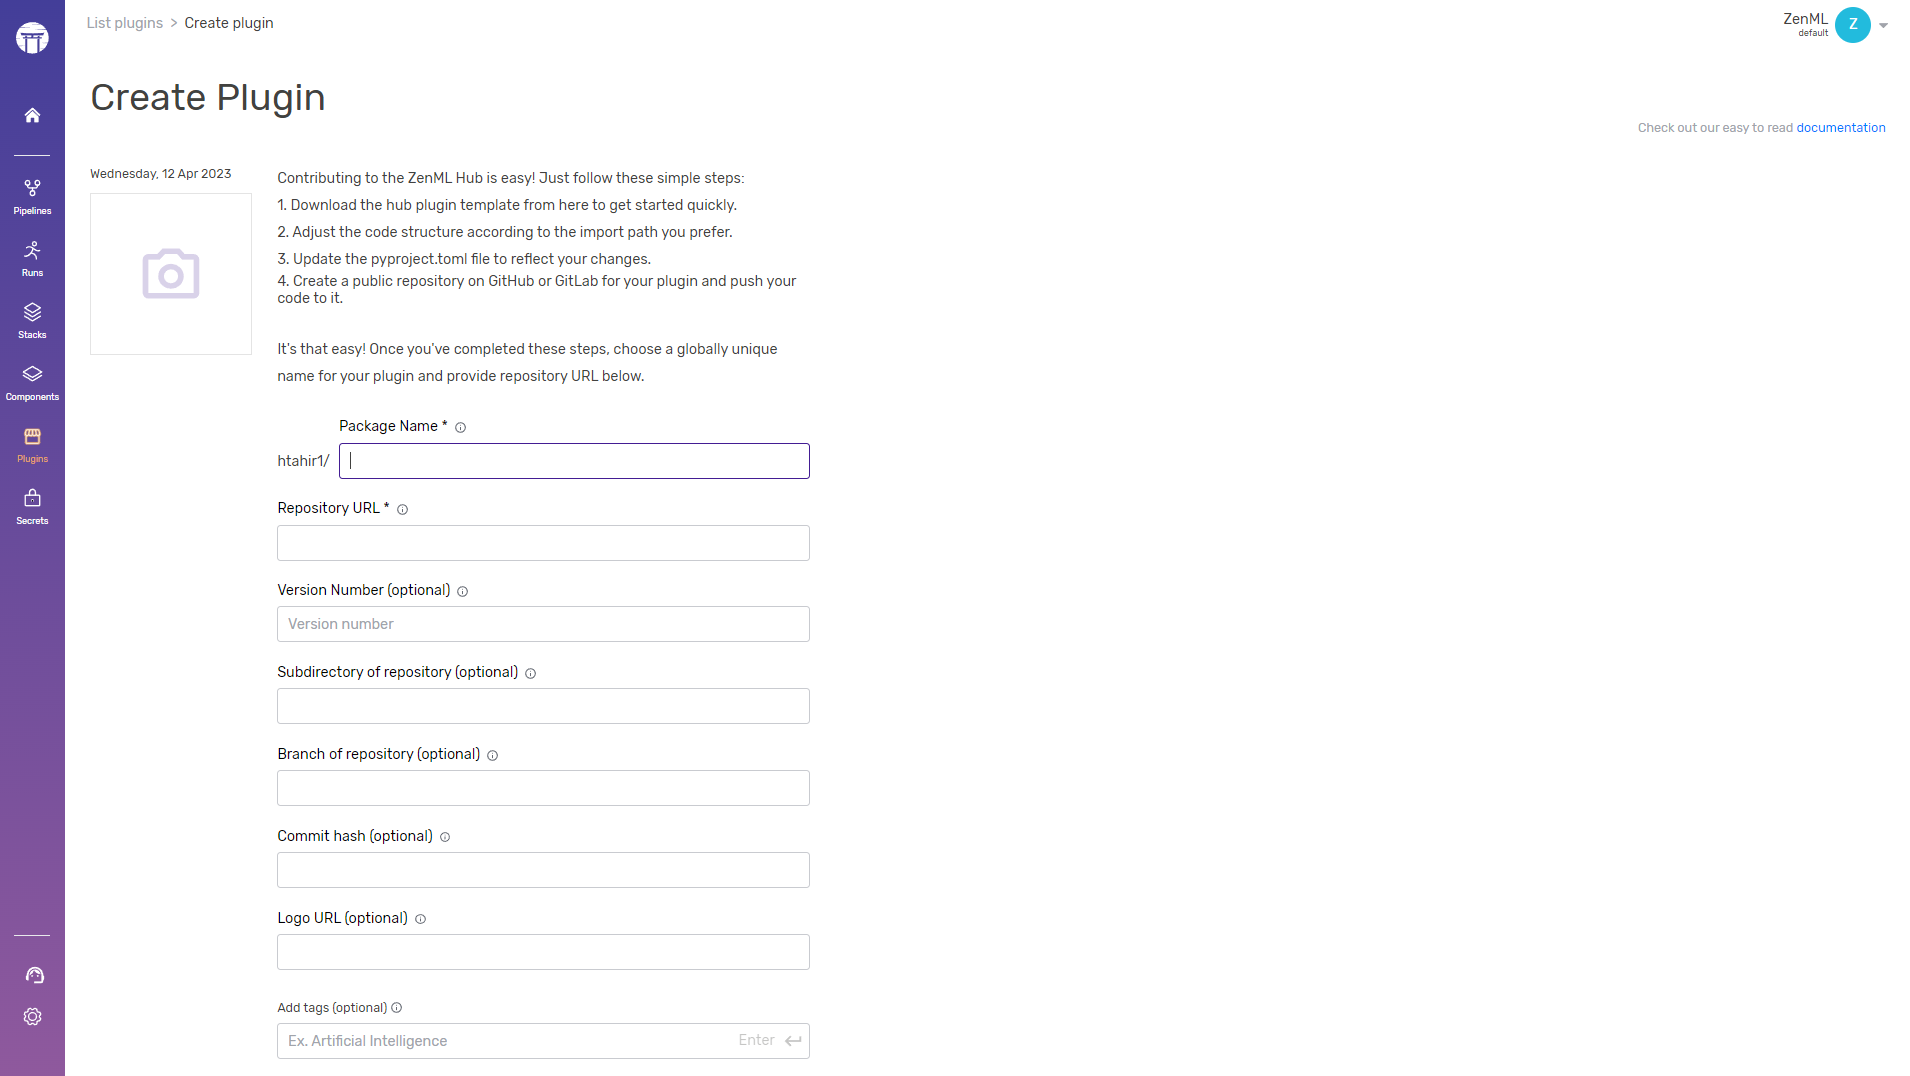 List plugins > Create plugin
ZenML
default
Z
Create Plugin
Check out our easy to read documentation
Pipelines
Runs
Stacks
Components
Plugins
Secrets
Wednesday, 12 Apr 2023
Contributing to the ZenML Hub is easy! Just follow these simple steps:
1. Download the hub plugin template from here to get started quickly.
2. Adjust the code structure according to the import path you prefer.
3. Update the pyproject.toml file to reflect your changes.
4. Create a public repository on GitHub or GitLab for your plugin and push your
code to it.
It's that easy! Once you've completed these steps, choose a globally unique
name for your plugin and provide repository URL below.
Package Name *
htahir1/
Repository URL *
Version Number (optional)
Version number
Subdirectory of repository (optional)
Branch of repository (optional)
Commit hash (optional)
Logo URL (optional)
Add tags (optional)
Ex. Artificial Intelligence
Enter